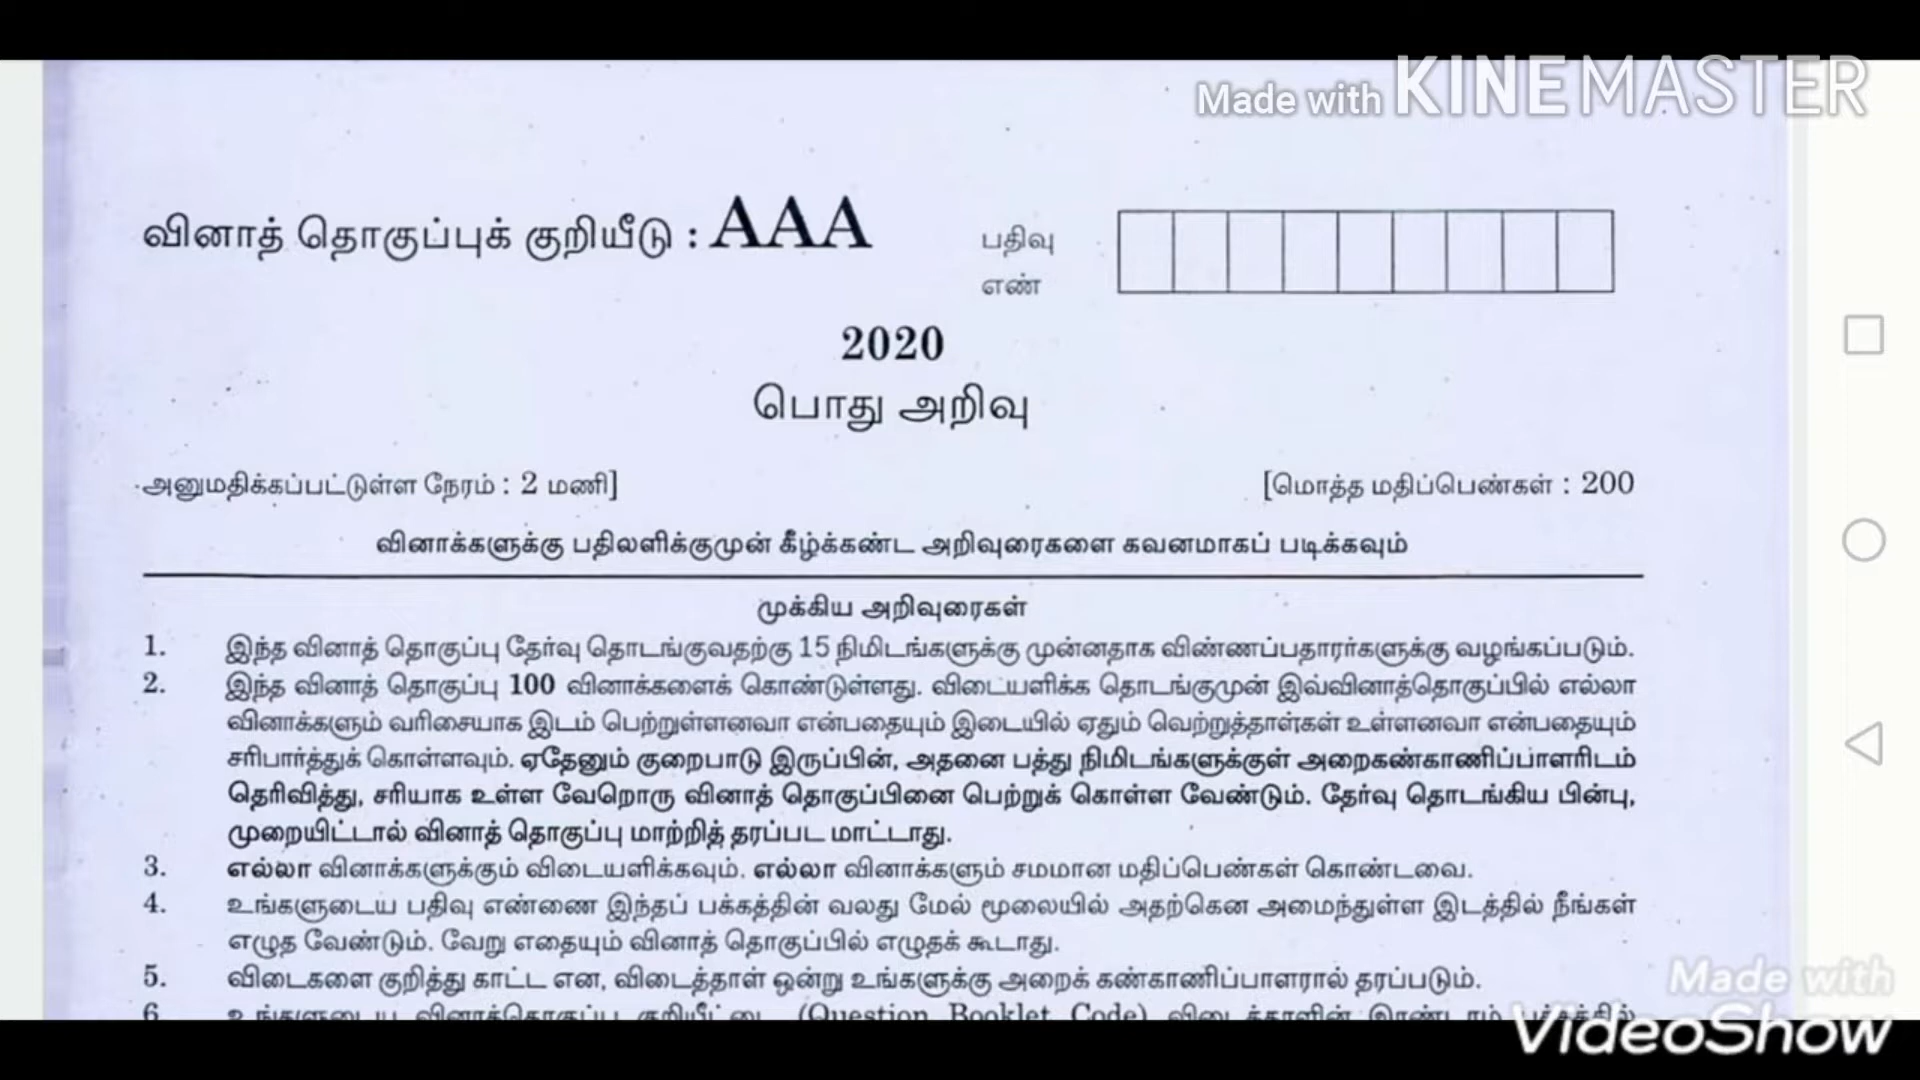 Made with KINEMASTER
வினாத் தொகுப்புக் குறியீடு : AAA
பதிவு
எண்
2020
பொது அறிவு
அனுமதிக்கப்பட்டுள்ள நேரம் : 2 மணி]
[மொத்த மதிப்பெண்கள் : 200
வினாக்களுக்கு பதிலளிக்குமுன் கீழ்க்கண்ட அறிவுரைகளை கவனமாகப் படிக்கவும்
முக்கிய அறிவுரைகள்
1. இந்த வினாத் தொகுப்பு தேர்வு தொடங்குவதற்கு 15 நிமிடங்களுக்கு முன்னதாக விண்ணப்பதாரர்களுக்கு வழங்கப்படும்.
2. இந்த வினாத் தொகுப்பு 100 வினாக்களைக் கொண்டுள்ளது. விடையளிக்க தொடங்குமுன் இவ்வினாத்தொகுப்பில் எல்லா
வினாக்களும் வரிசையாக இடம் பெற்றுள்ளனவா என்பதையும் இடையில் ஏதும் வெற்றுத்தாள்கள் உள்ளனவா என்பதையும்
சரிபார்த்துக் கொள்ளவும். ஏதேனும் குறைபாடு இருப்பின், அதனை பத்து நிமிடங்களுக்குள் அறைகண்காணிப்பாளரிடம்
தெரிவித்து, சரியாக உள்ள வேறொரு வினாத் தொகுப்பினை பெற்றுக் கொள்ள வேண்டும். தேர்வு தொடங்கிய பின்பு,
முறையிட்டால் வினாத் தொகுப்பு மாற்றித் தரப்பட மாட்டாது.
3. எல்லா வினாக்களுக்கும் விடையளிக்கவும். எல்லா வினாக்களும் சமமான மதிப்பெண்கள் கொண்டவை.
4. உங்களுடைய பதிவு எண்ணை இந்தப் பக்கத்தின் வலது மேல் மூலையில் அதற்கென அமைந்துள்ள இடத்தில் நீங்கள்
எழுத வேண்டும். வேறு எதையும் வினாத் தொகுப்பில் எழுதக் கூடாது.
5. விடைகளை குறித்து காட்ட என, விடைத்தாள் ஒன்று உங்களுக்கு அறைக் கண்காணிப்பாளரால் தரப்படும்.
6. உங்களுடைய வினாத்தொகுப்பு குறியீட்டை (Question Booklet Code) விடைத்தாளின் இரண்டாம் பக்கத்தில்
Made with
VideoShow